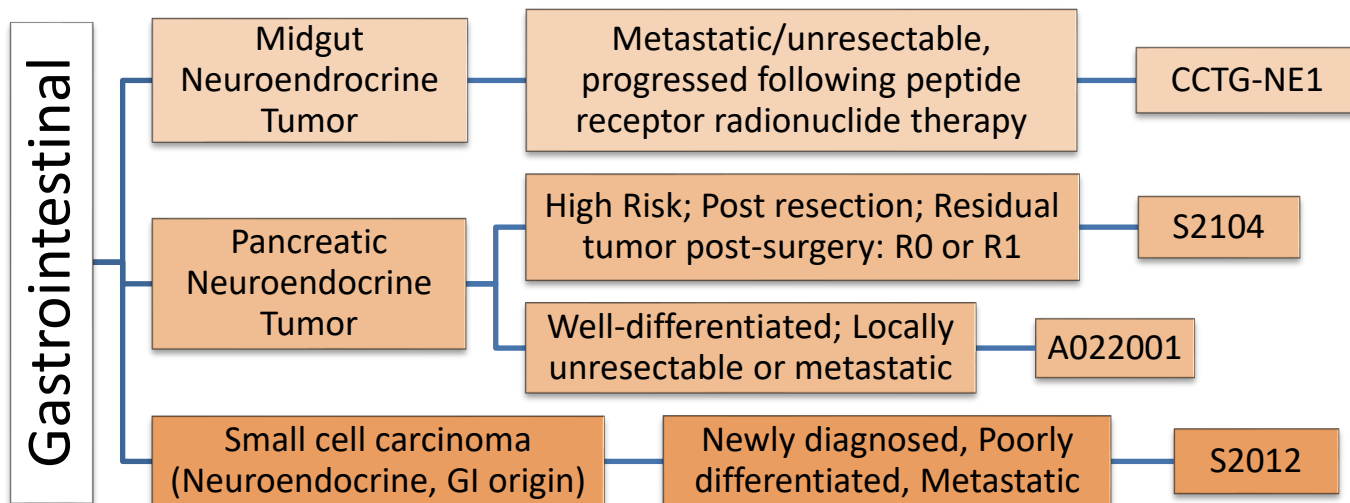 Gastrointestinal
Midgut
Neuroendrocrine
Tumor
Metastatic/unresectable,
progressed following peptide
receptor radionuclide therapy
CCTG-NE1
Pancreatic
Neuroendocrine
Tumor
High Risk; Post resection; Residual
tumor post-surgery: R0 or R1
S2104
Well-differentiated; Locally
unresectable or metastatic
A022001
Small cell carcinoma
(Neuroendocrine, GI origin)
Newly diagnosed, Poorly
differentiated, Metastatic
S2012